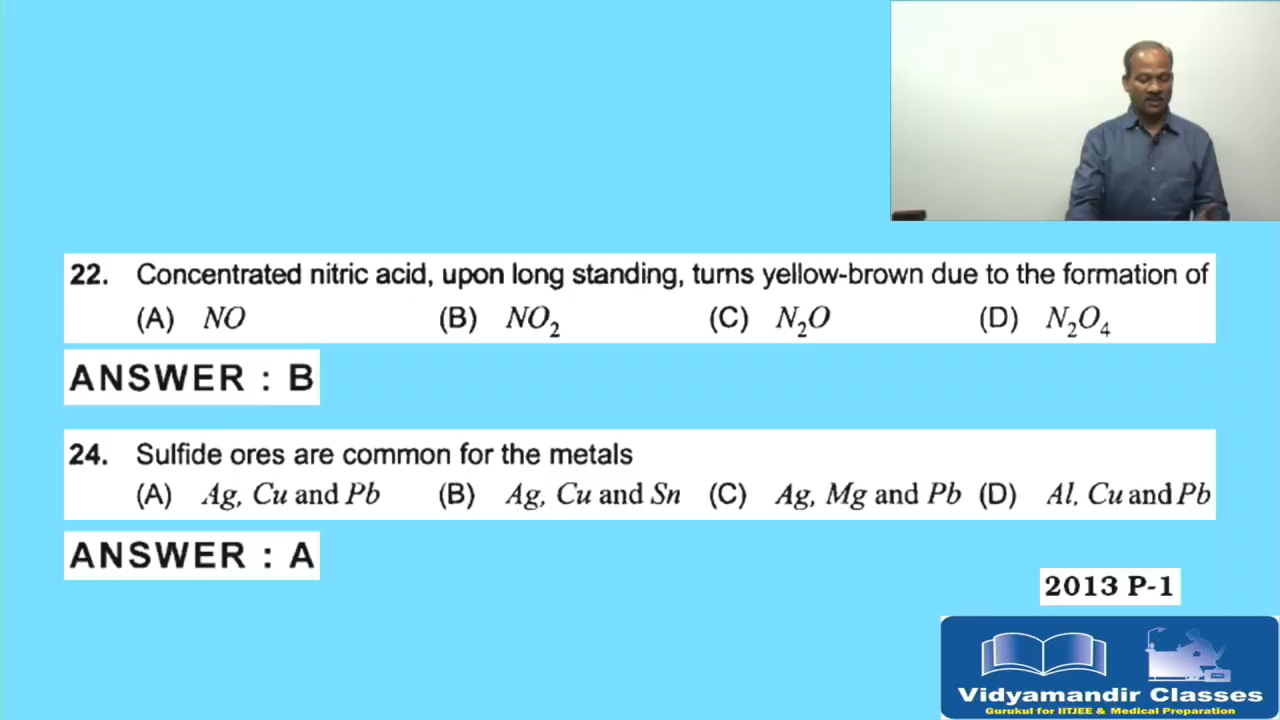 22. Concentrated nitric acid, upon long standing, turns yellow-brown due to the formation of
(A) NO (B) NO₂ (C) N₂O (D) N₂O₄
ANSWER : B
24. Sulfide ores are common for the metals
(A) Ag, Cu and Pb (B) Ag, Cu and Sn (C) Ag, Mg and Pb (D) Al, Cu and Pb
ANSWER : A
2013 P-1
Vidyamandir Classes
Gurukul for IITJEE & Medical Preparation